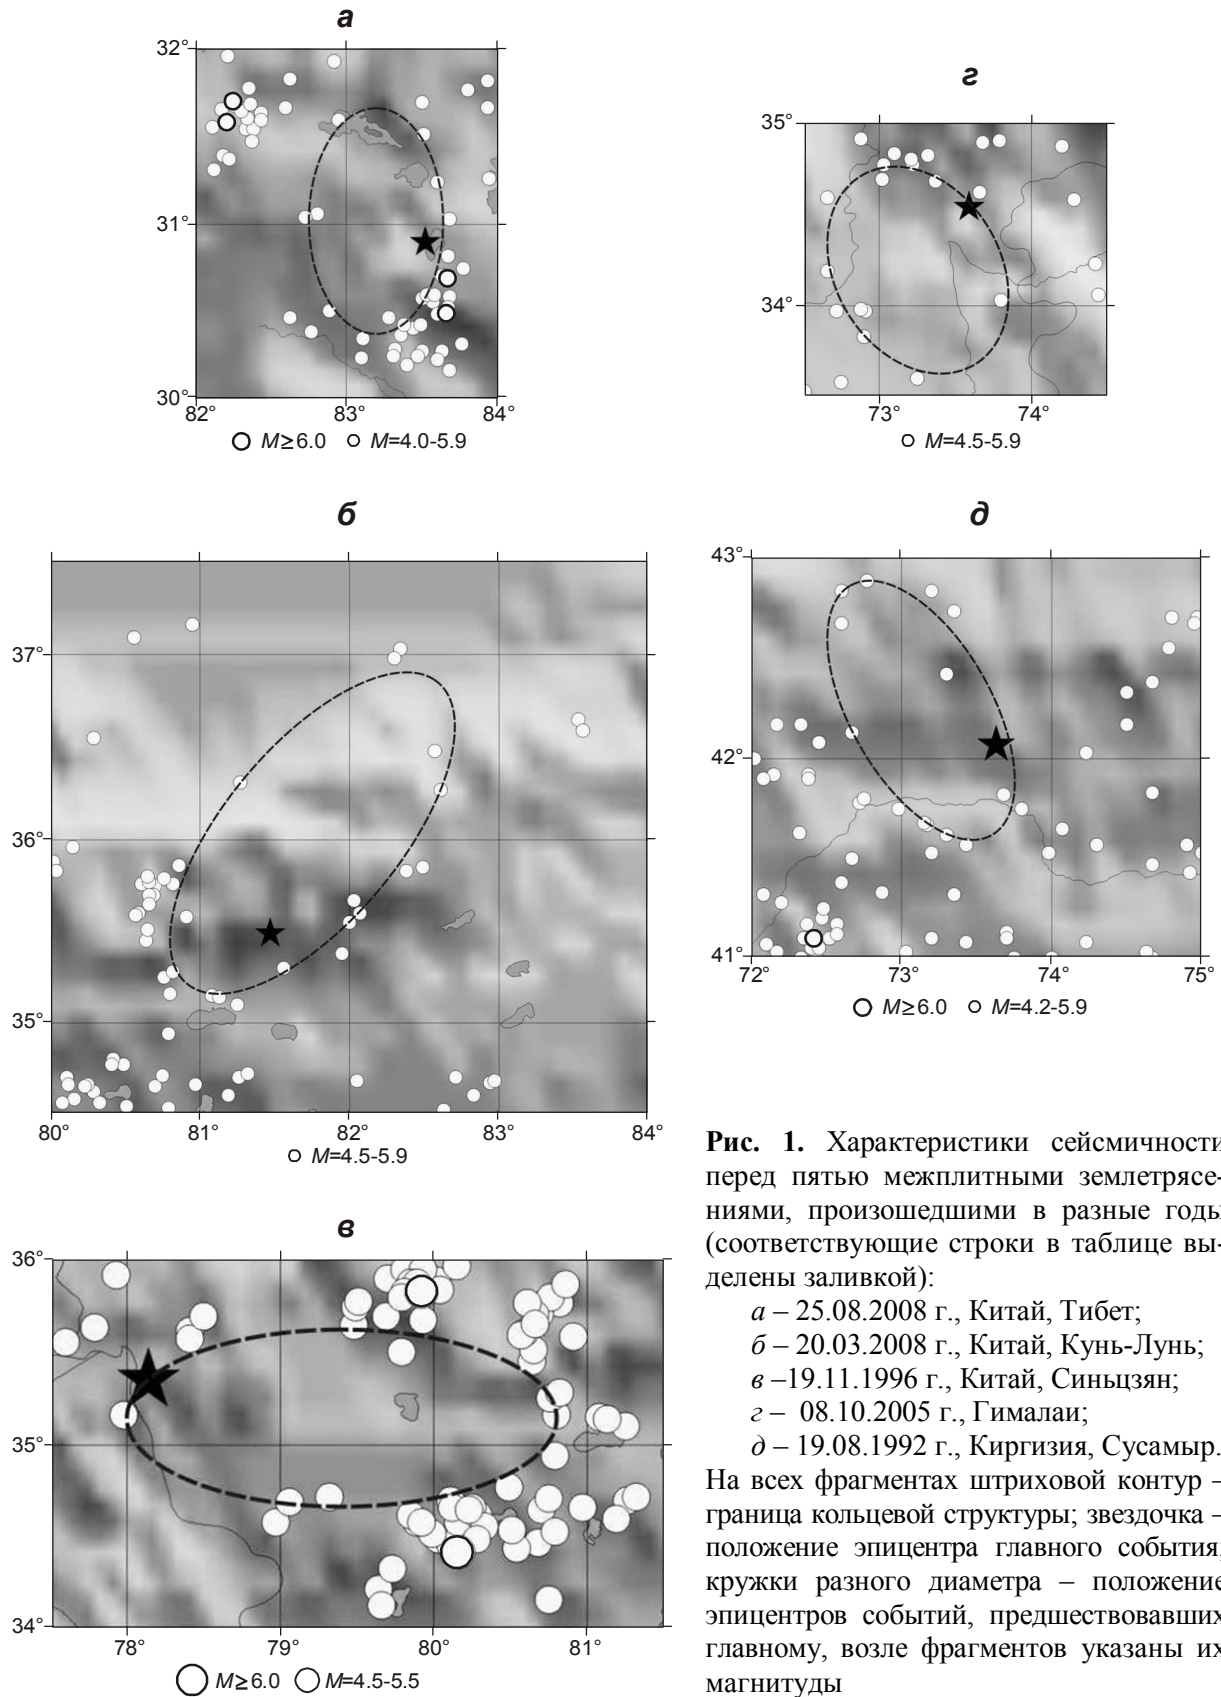 а
32°
31°
30°
82°
83°
84°
M≥6.0 M=4.0-5.9
г
35°
34°
73°
74°
M=4.5-5.9
б
37°
36°
35°
80°
81°
82°
83°
84°
M=4.5-5.9
д
43°
42°
41°
72°
73°
74°
75°
M≥6.0 M=4.2-5.9
в
36°
35°
34°
78°
79°
80°
81°
M≥6.0 M=4.5-5.5
Рис. 1. Характеристики сейсмичности
перед пятью межплитными землетрясе-
ниями, произошедшими в разные годы
(соответствующие строки в таблице вы-
делены заливкой):
а – 25.08.2008 г., Китай, Тибет;
б – 20.03.2008 г., Китай, Кунь-Лунь;
в –19.11.1996 г., Китай, Синьцзян;
г – 08.10.2005 г., Гималаи;
д – 19.08.1992 г., Киргизия, Сусамыр.
На всех фрагментах штриховой контур –
граница кольцевой структуры; звездочка –
положение эпицентра главного события,
кружки разного диаметра – положение
эпицентров событий, предшествовавших
главному, возле фрагментов указаны их
магнитуды